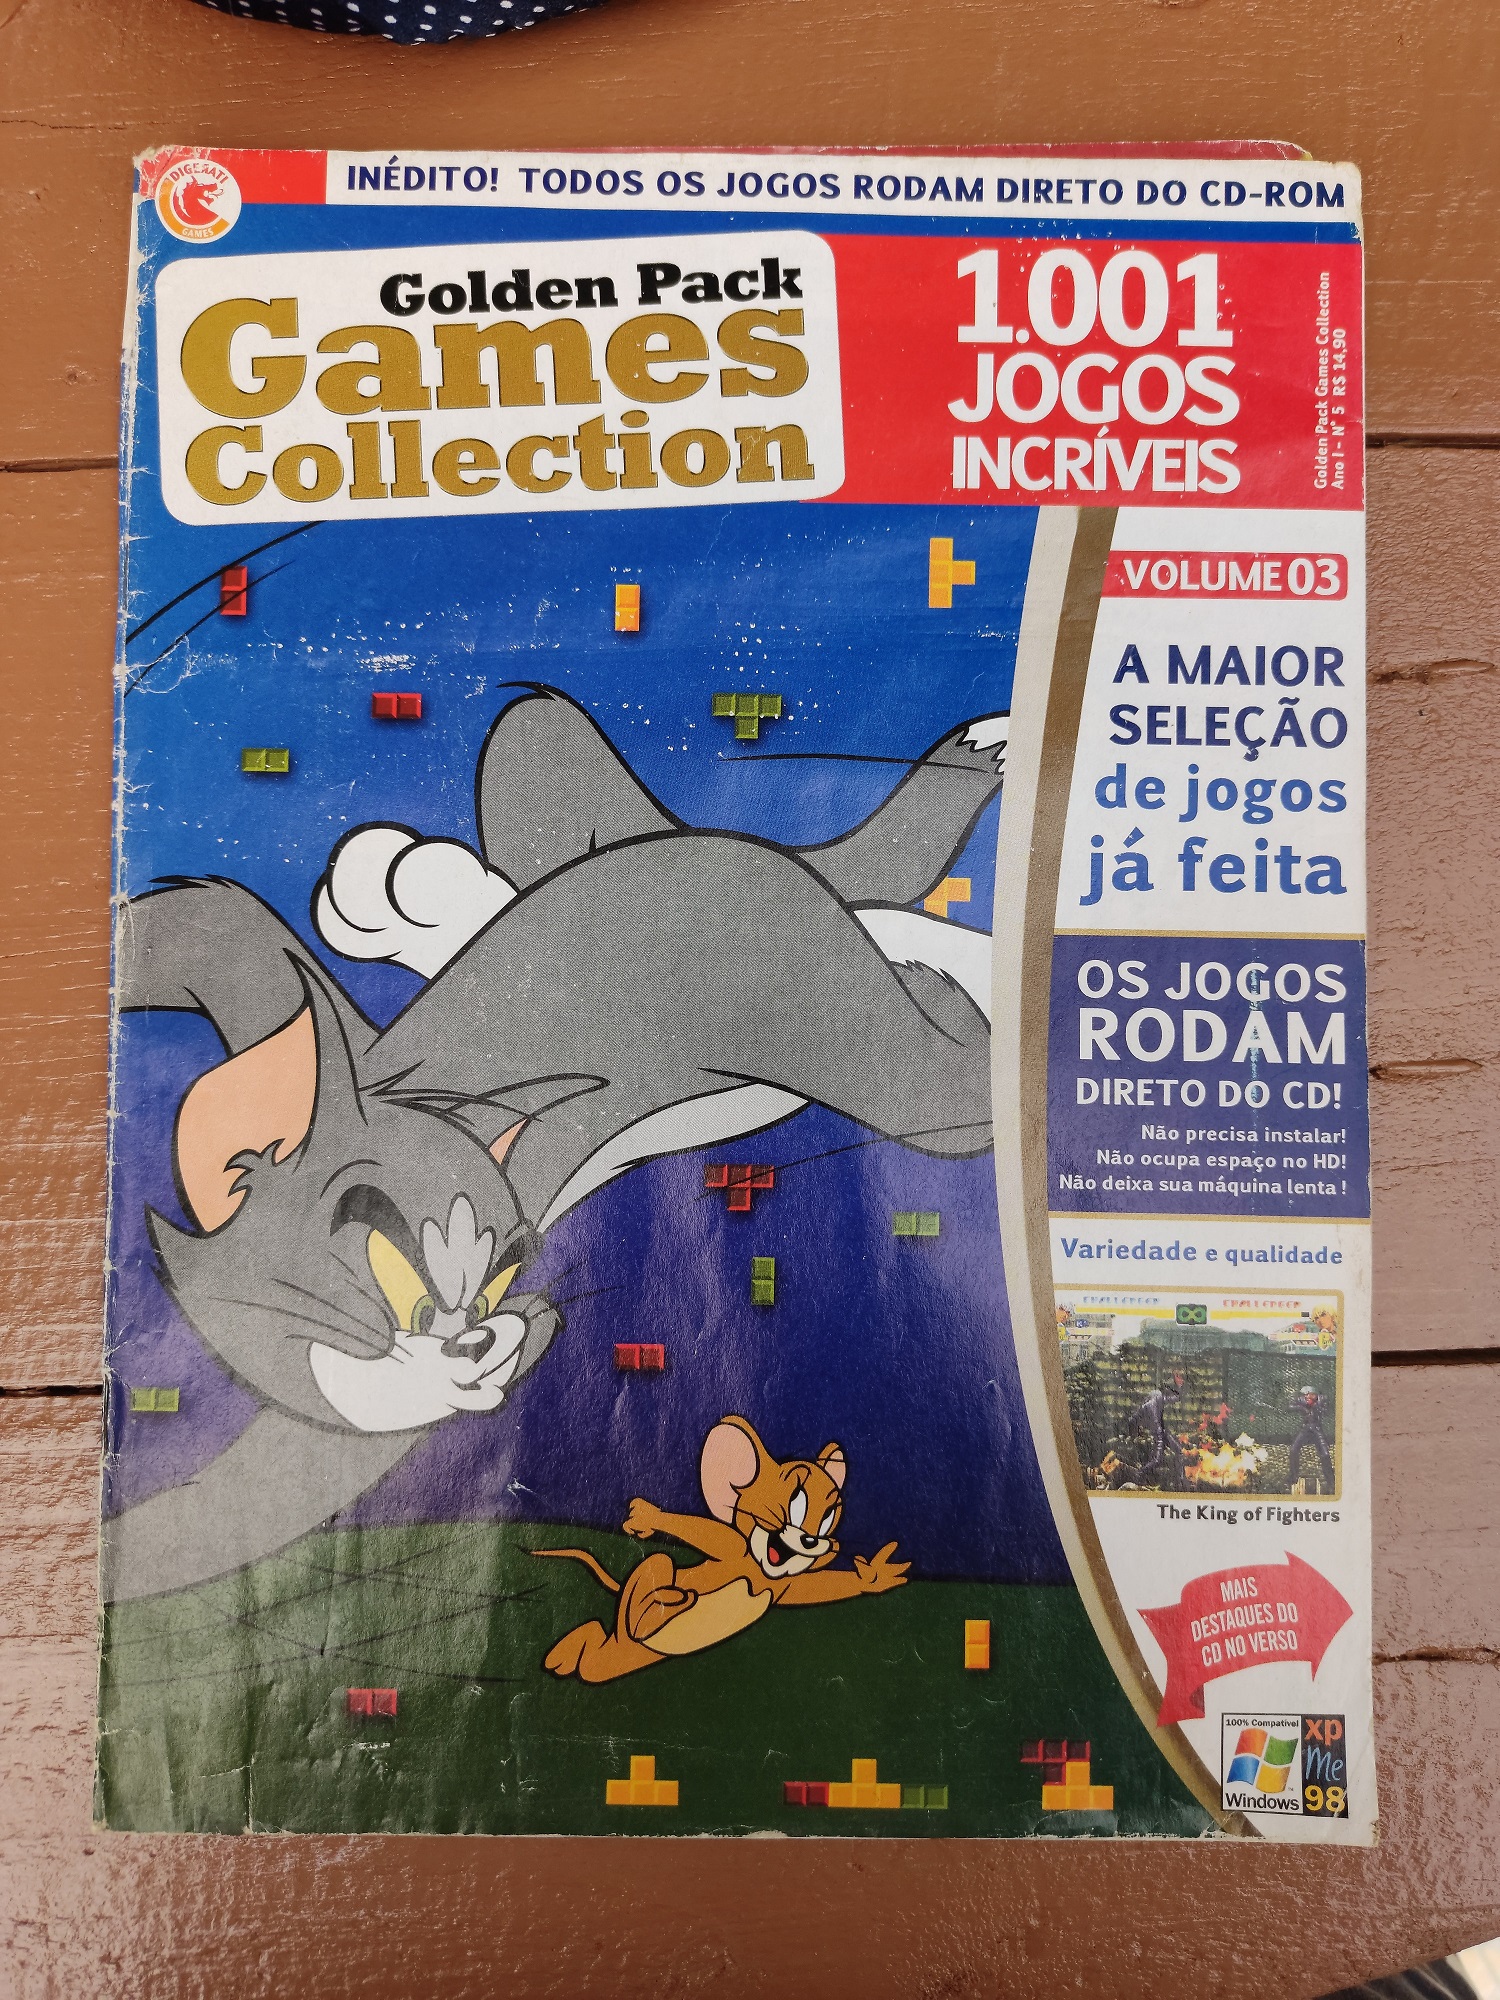 DIGERATI
GAMES
INÉDITO! TODOS OS JOGOS RODAM DIRETO DO CD-ROM
Golden Pack
Games
Collection
1.001
JOGOS
INCRÍVEIS
Golden Pack Games Collection
Ano I - N° 5 R$ 14,90
VOLUME 03
A MAIOR
SELEÇÃO
de jogos
já feita
OS JOGOS
RODAM
DIRETO DO CD!
Não precisa instalar!
Não ocupa espaço no HD!
Não deixa sua máquina lenta !
Variedade e qualidade
CHALLENGER CHALLENGER
The King of Fighters
MAIS
DESTAQUES DO
CD NO VERSO
100% Compatível
Windows
xp
Me
98